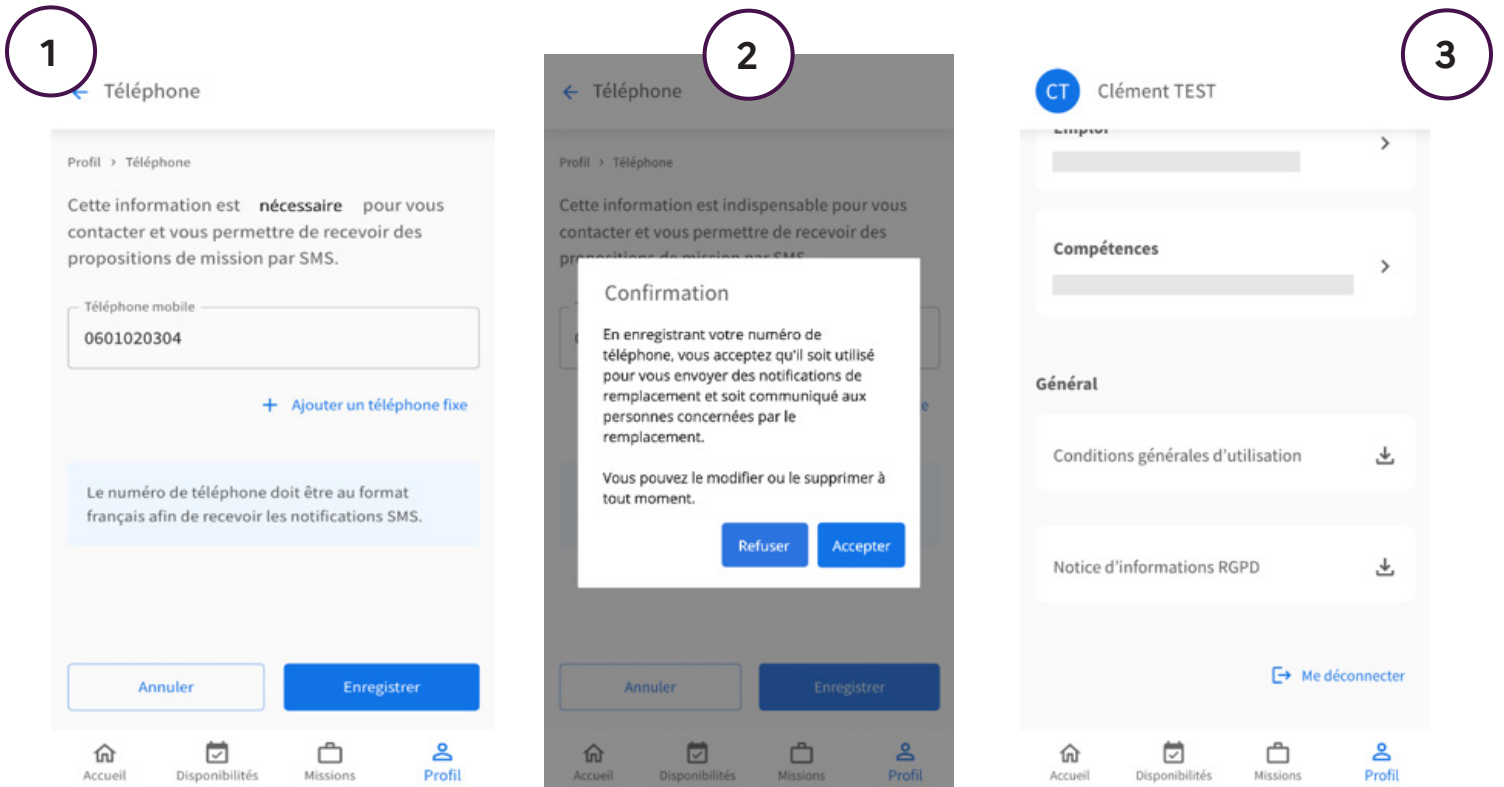 1
Téléphone
Profil > Téléphone
Cette information est nécessaire pour vous
contacter et vous permettre de recevoir des
propositions de mission par SMS.
Téléphone mobile
0601020304
+ Ajouter un téléphone fixe
Le numéro de téléphone doit être au format
français afin de recevoir les notifications SMS.
Annuler
Enregistrer
Accueil
Disponibilités
Missions
Profil
2
Téléphone
Profil > Téléphone
Cette information est indispensable pour vous
contacter et vous permettre de recevoir des
propositions de mission par SMS.
Confirmation
En enregistrant votre numéro de
téléphone, vous acceptez qu'il soit utilisé
pour vous envoyer des notifications de
remplacement et soit communiqué aux
personnes concernées par le
remplacement.
Vous pouvez le modifier ou le supprimer à
tout moment.
Refuser
Accepter
Annuler
Enregistrer
Accueil
Disponibilités
Missions
Profil
3
CT
Clément TEST
Emploi
Compétences
Général
Conditions générales d'utilisation
Notice d'informations RGPD
Me déconnecter
Accueil
Disponibilités
Missions
Profil